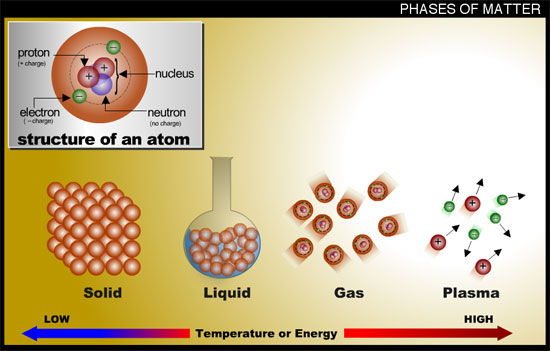 PHASES OF MATTER
proton
(+ charge)
nucleus
electron
(−charge)
neutron
(no charge)
structure of an atom
Solid
Liquid
Gas
Plasma
LOW
Temperature or Energy
HIGH